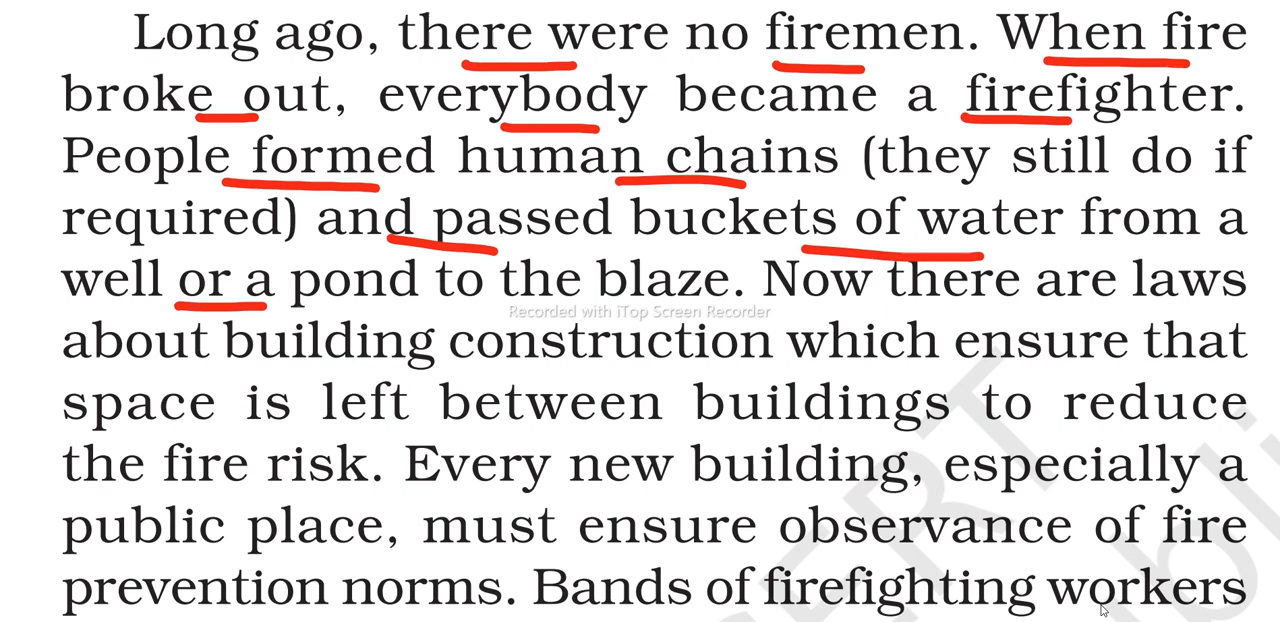 Long ago, there were no firemen. When fire
broke out, everybody became a firefighter.
People formed human chains (they still do if
required) and passed buckets of water from a
well or a pond to the blaze. Now there are laws
Recorded with iTop Screen Recorder
about building construction which ensure that
space is left between buildings to reduce
the fire risk. Every new building, especially a
public place, must ensure observance of fire
prevention norms. Bands of firefighting workers